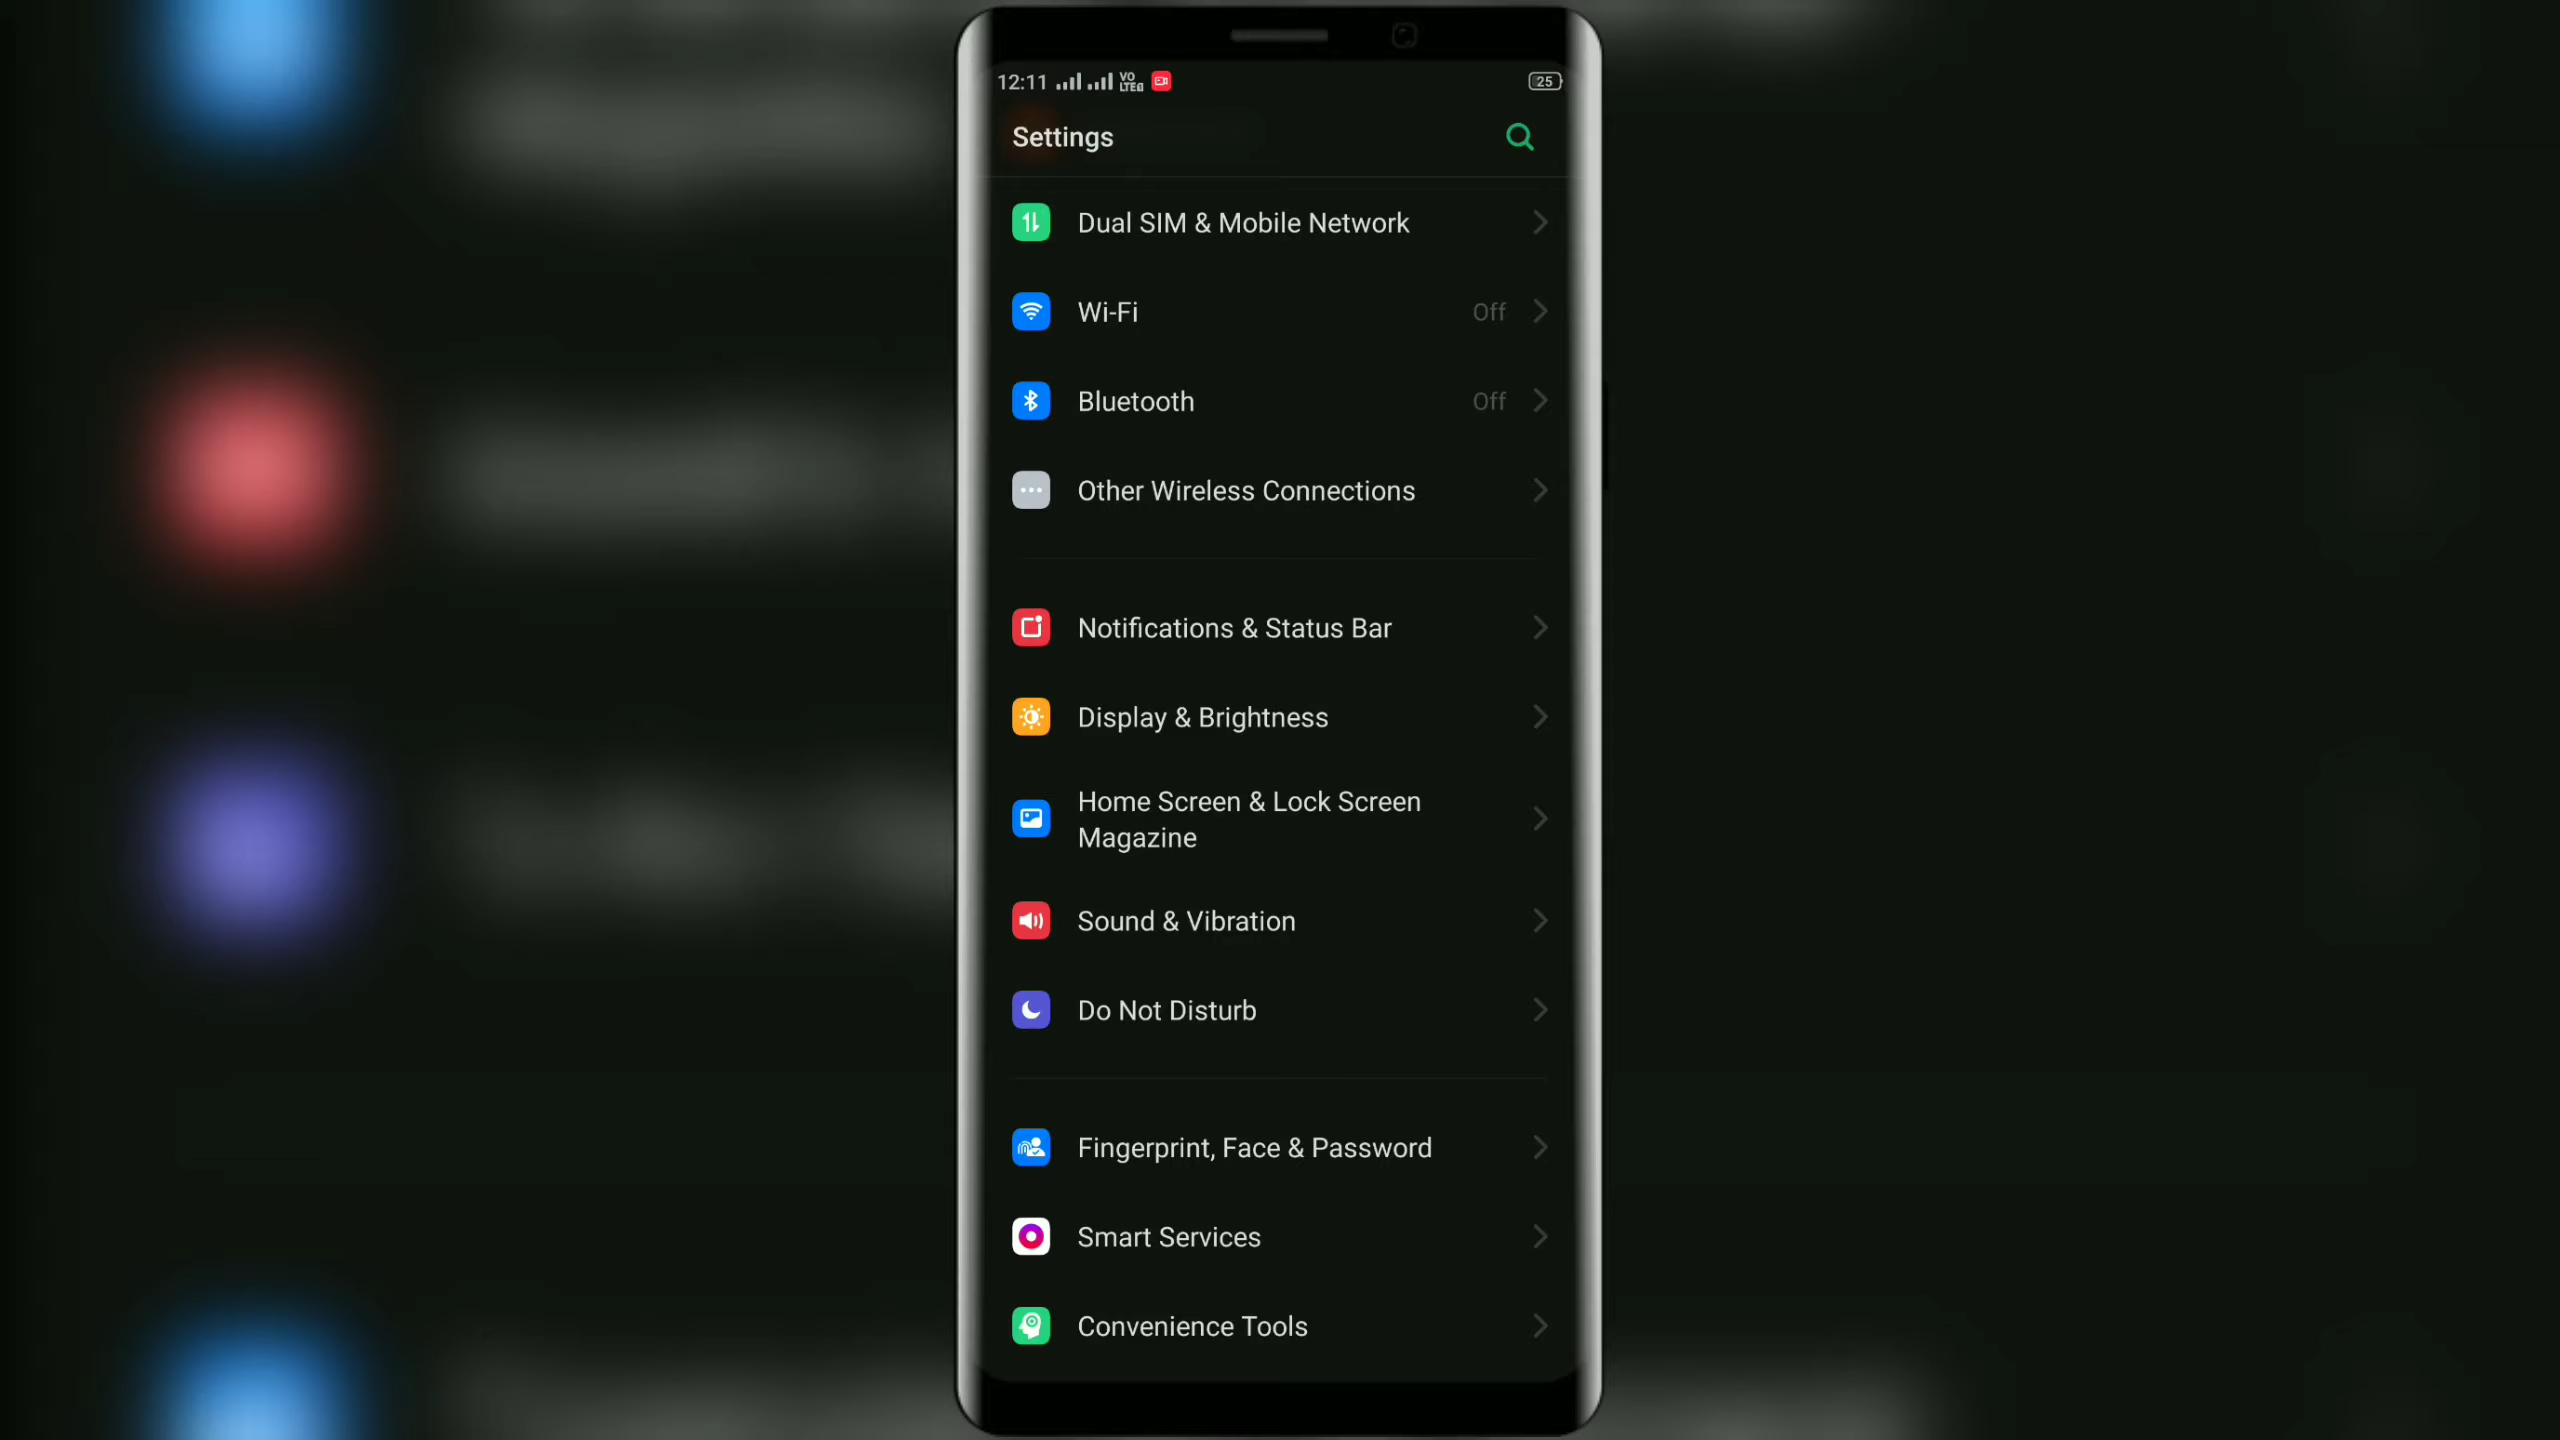 12:11 VO LTE 25
Settings
Dual SIM & Mobile Network
Wi-Fi Off
Bluetooth Off
Other Wireless Connections
Notifications & Status Bar
Display & Brightness
Home Screen & Lock Screen
Magazine
Sound & Vibration
Do Not Disturb
Fingerprint, Face & Password
Smart Services
Convenience Tools